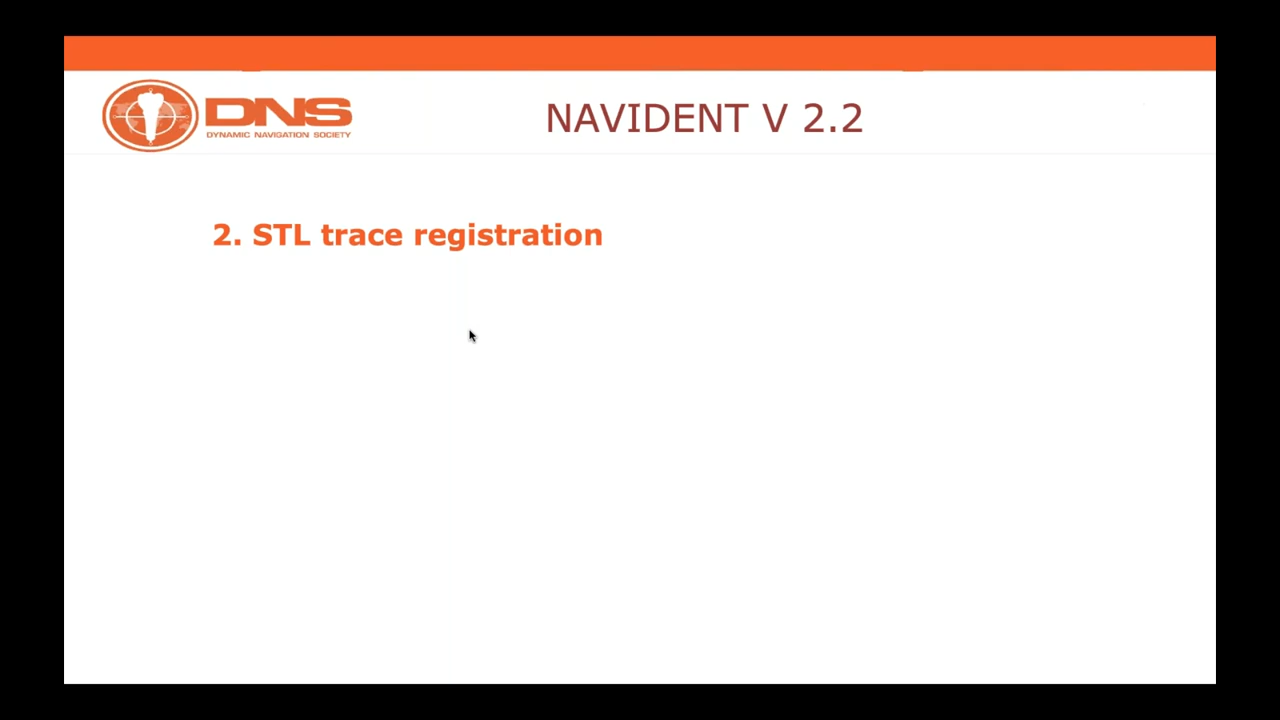 DNS
DYNAMIC NAVIGATION SOCIETY
NAVIDENT V 2.2
2. STL trace registration